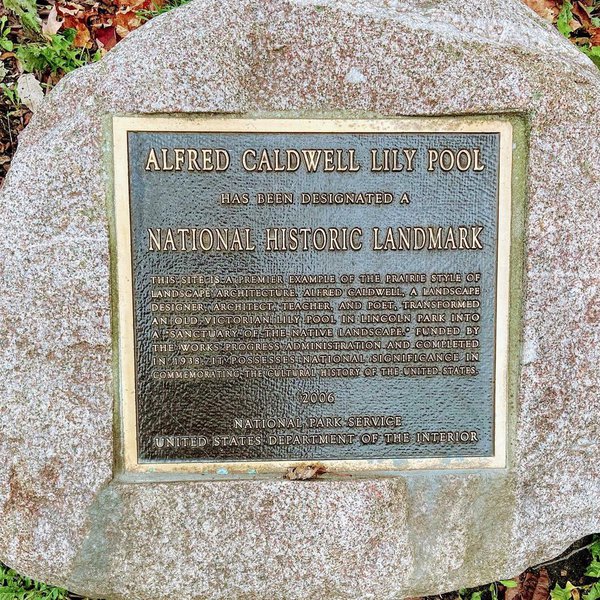 ALFRED CALDWELL LILY POOL
HAS BEEN DESIGNATED A
NATIONAL HISTORIC LANDMARK
THIS SITE IS A PREMIER EXAMPLE OF THE PRAIRIE STYLE OF
LANDSCAPE ARCHITECTURE. ALFRED CALDWELL, A LANDSCAPE
DESIGNER, ARCHITECT, TEACHER, AND POET, TRANSFORMED
AN OLD VICTORIAN LILY POOL IN LINCOLN PARK INTO
A "SANCTUARY OF THE NATIVE LANDSCAPE." FUNDED BY
THE WORKS PROGRESS ADMINISTRATION AND COMPLETED
IN 1938, IT POSSESSES NATIONAL SIGNIFICANCE IN
COMMEMORATING THE CULTURAL HISTORY OF THE UNITED STATES.
2006
NATIONAL PARK SERVICE
UNITED STATES DEPARTMENT OF THE INTERIOR